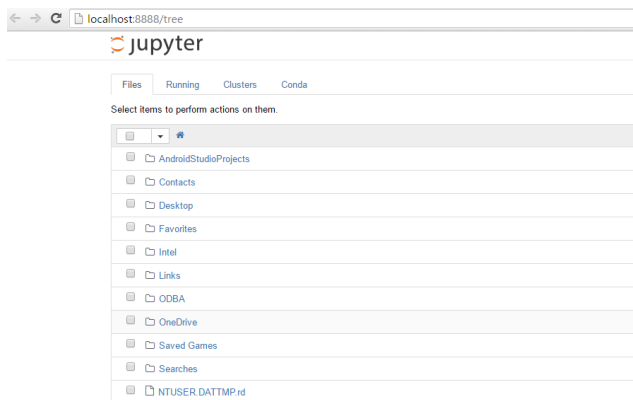 localhost:8888/tree
jupyter
Files Running Clusters Conda
Select items to perform actions on them.
AndroidStudioProjects
Contacts
Desktop
Favorites
Intel
Links
ODBA
OneDrive
Saved Games
Searches
NTUSER.DATTMP.rd